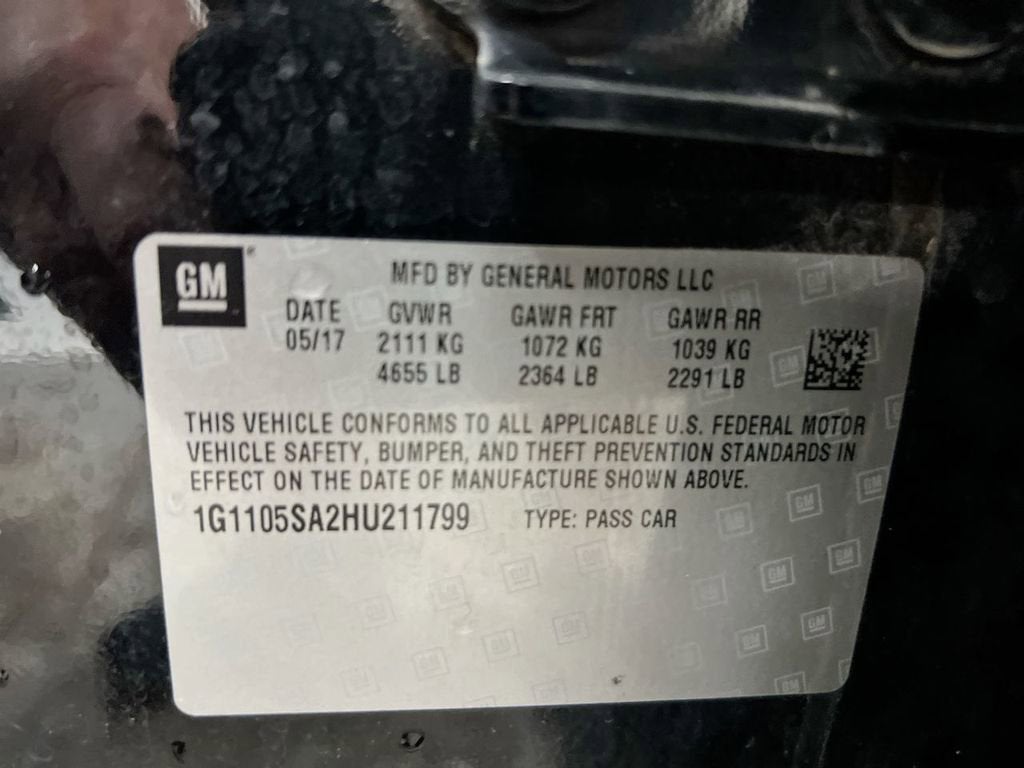 GM
MFD BY GENERAL MOTORS LLC
DATE GVWR GAWR FRT GAWR RR
05/17 2111 KG 1072 KG 1039 KG
4655 LB 2364 LB 2291 LB
THIS VEHICLE CONFORMS TO ALL APPLICABLE U.S. FEDERAL MOTOR
VEHICLE SAFETY, BUMPER, AND THEFT PREVENTION STANDARDS IN
EFFECT ON THE DATE OF MANUFACTURE SHOWN ABOVE.
1G1105SA2HU211799 TYPE: PASS CAR